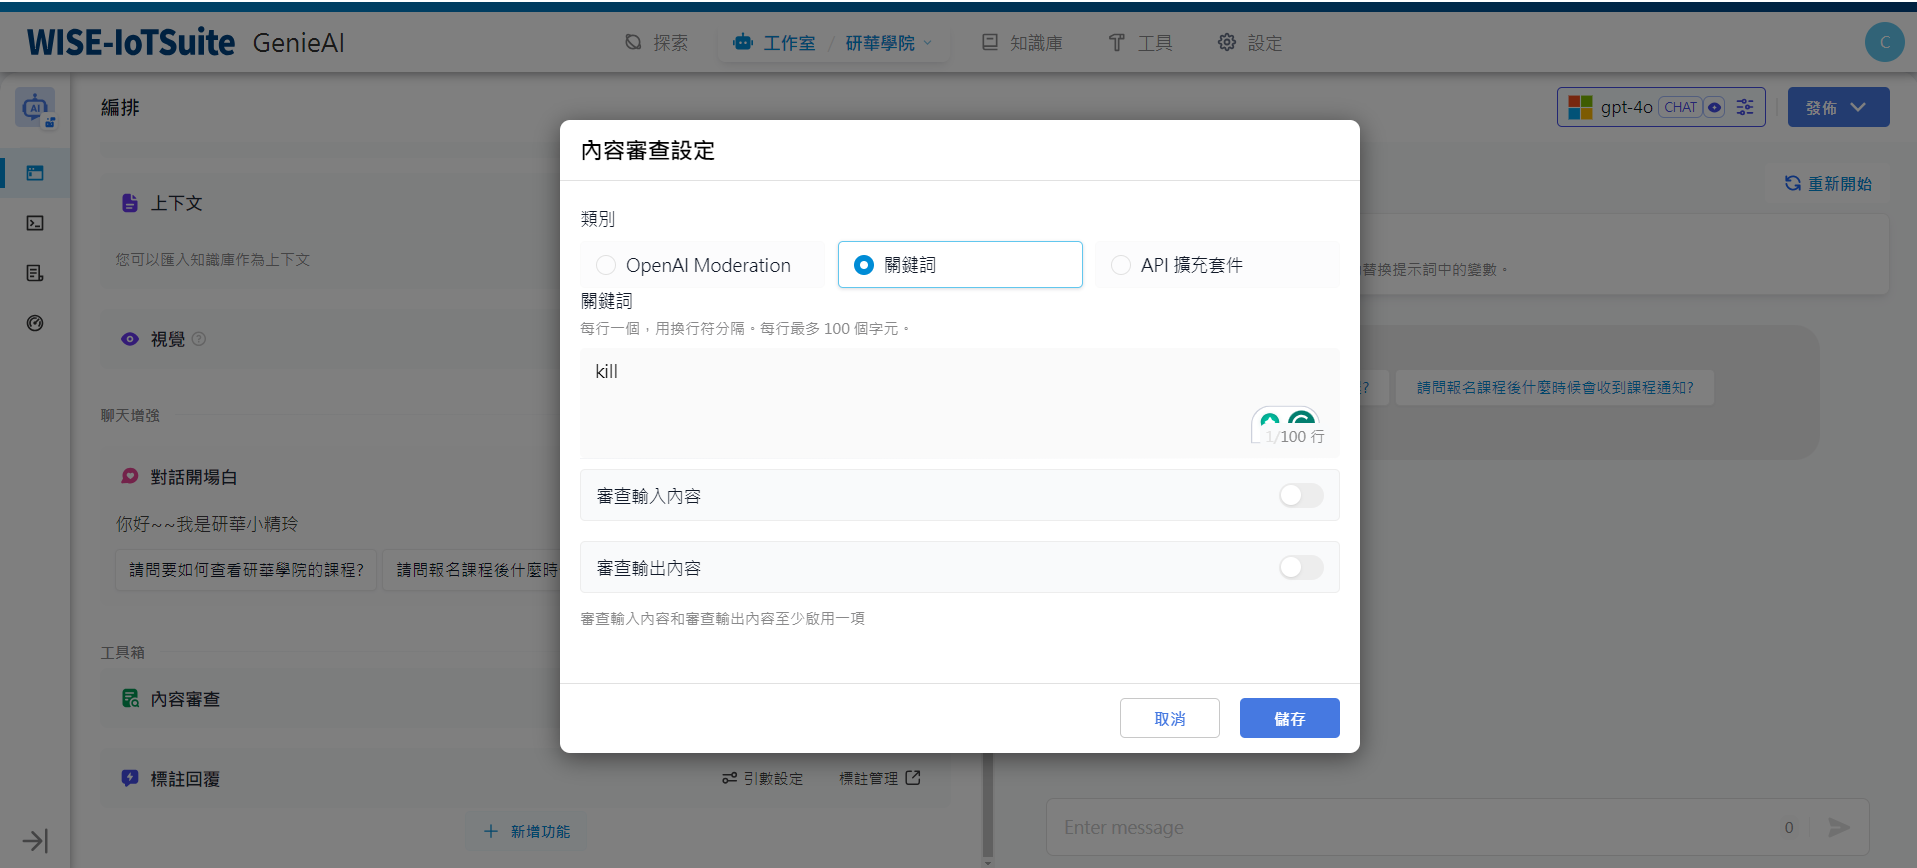 WISE-IoTSuite GenieAI
探索
工作室 / 研華學院
知識庫
工具
設定
C
編排
gpt-4o CHAT
發佈
重新開始
上下文
您可以匯入知識庫作為上下文
視覺
聊天增強
對話開場白
你好~~我是研華小精玲
請問要如何查看研華學院的課程?
請問報名課程後什麼時
工具箱
內容審查
標註回覆
引數設定
標註管理
新增功能
內容審查設定
類別
OpenAI Moderation
關鍵詞
API 擴充套件
關鍵詞
每行一個，用換行符分隔。每行最多 100 個字元。
kill
1/100 行
審查輸入內容
審查輸出內容
審查輸入內容和審查輸出內容至少啟用一項
取消
儲存
替換提示詞中的變數。
?
請問報名課程後什麼時候會收到課程通知?
Enter message
0